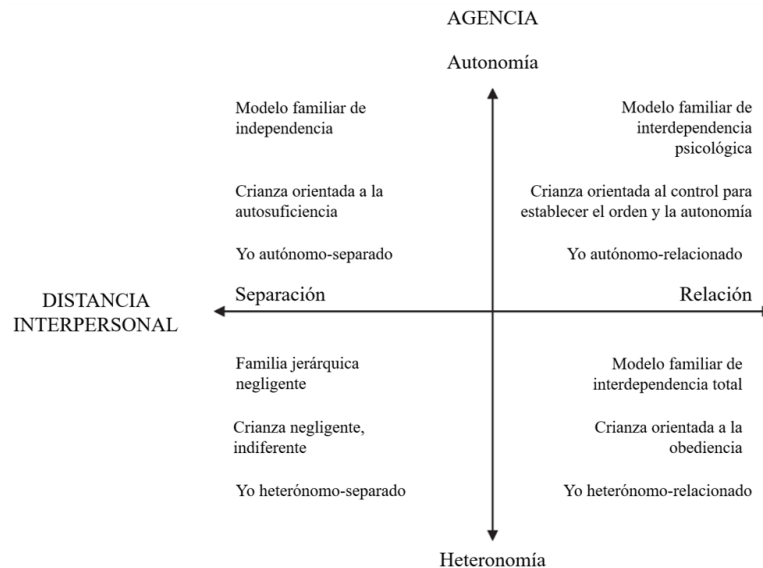 AGENCIA
Autonomía
Modelo familiar de
independencia
Crianza orientada a la
autosuficiencia
Yo autónomo-separado
Modelo familiar de
interdependencia
psicológica
Crianza orientada al control para
establecer el orden y la autonomía
Yo autónomo-relacionado
DISTANCIA
INTERPERSONAL
Separación
Relación
Familia jerárquica
negligente
Crianza negligente,
indiferente
Yo heterónomo-separado
Modelo familiar de
interdependencia total
Crianza orientada a la
obediencia
Yo heterónomo-relacionado
Heteronomía